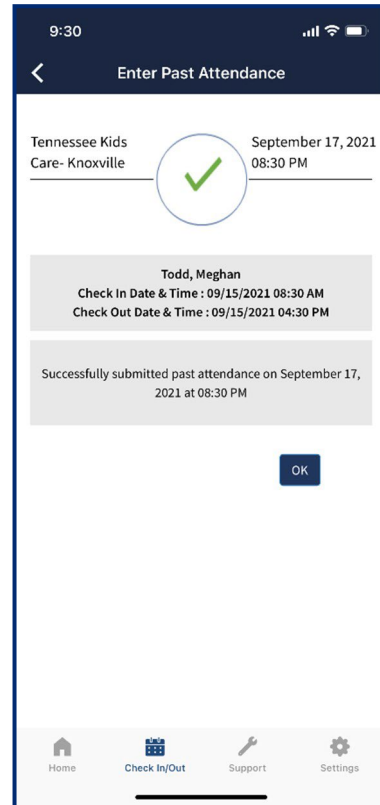 9:30
Enter Past Attendance
Tennessee Kids
Care- Knoxville
September 17, 2021
08:30 PM
Todd, Meghan
Check In Date & Time : 09/15/2021 08:30 AM
Check Out Date & Time : 09/15/2021 04:30 PM
Successfully submitted past attendance on September 17,
2021 at 08:30 PM
OK
Home
Check In/Out
Support
Settings